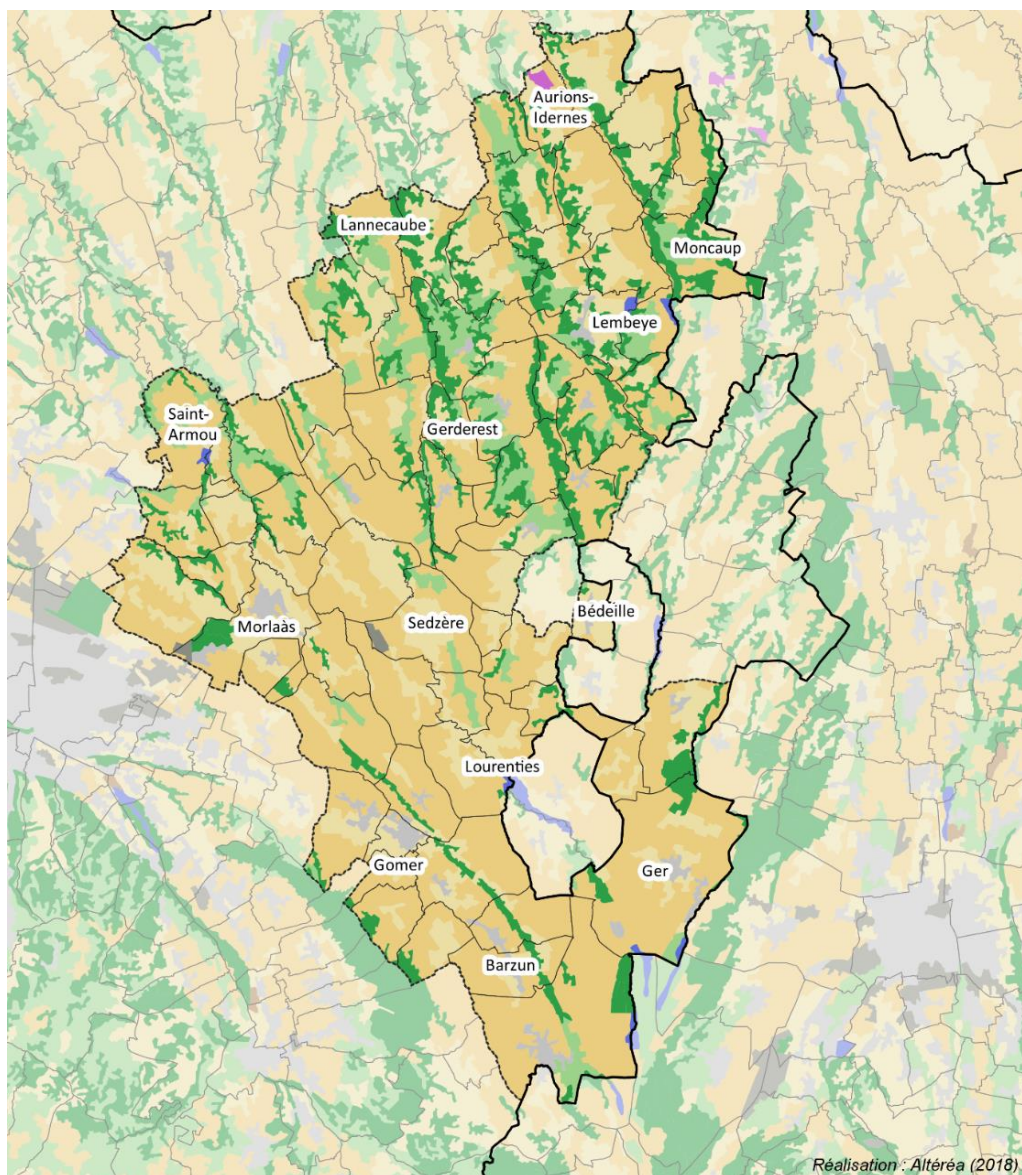 Aurions-
Idernes
Lannecaube
Moncaup
Lembeye
Saint-
Armou
Gerderest
Bédeille
Morlaàs
Sedzère
Lourenties
Gomer
Ger
Barzun
Réalisation : Altéréa (2018)